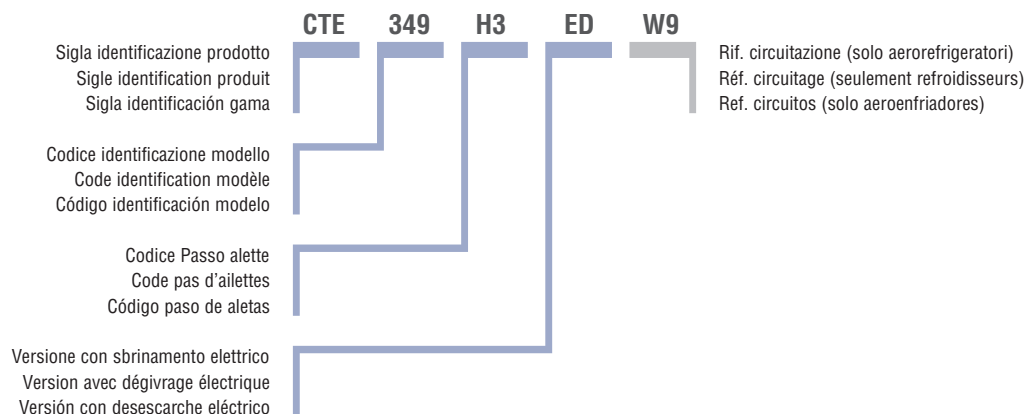 CTE 349 H3 ED W9
Sigla identificazione prodotto
Sigle identification produit
Sigla identificación gama
Rif. circuitazione (solo aerorefrigeratori)
Réf. circuitage (seulement refroidisseurs)
Ref. circuitos (solo aeroenfriadores)
Codice identificazione modello
Code identification modèle
Código identificación modelo
Codice Passo alette
Code pas d'ailettes
Código paso de aletas
Versione con sbrinamento elettrico
Version avec dégivrage électrique
Versión con desescarche eléctrico